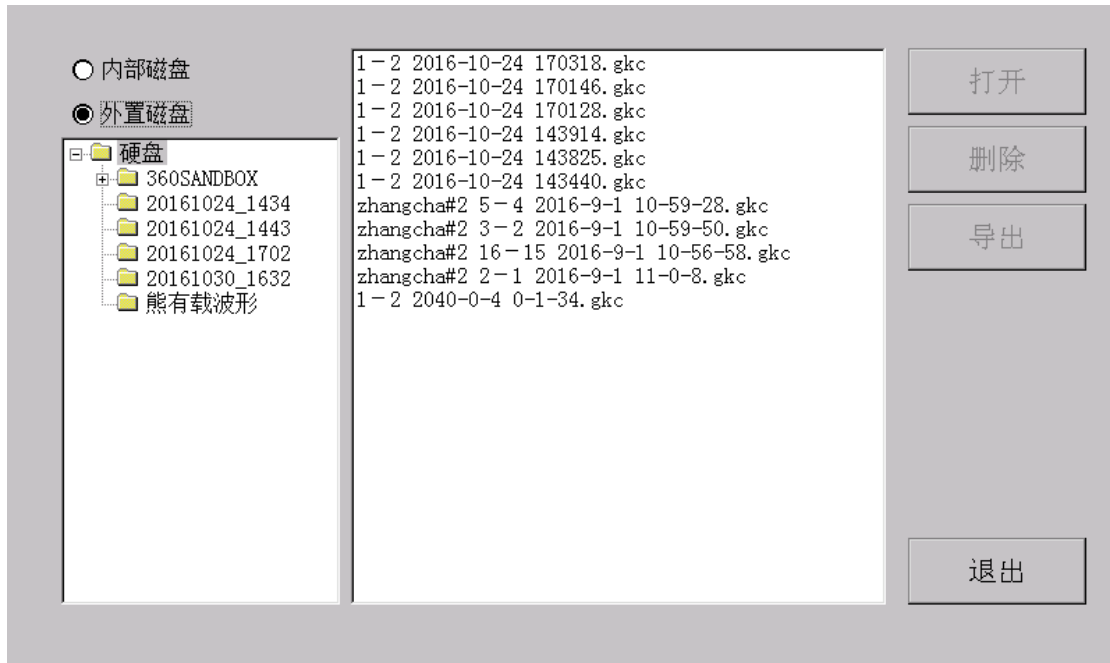 内部磁盘
外置磁盘
硬盘
360SANDBOX
20161024_1434
20161024_1443
20161024_1702
20161030_1632
熊有载波形
1－2 2016-10-24 170318.gkc
1－2 2016-10-24 170146.gkc
1－2 2016-10-24 170128.gkc
1－2 2016-10-24 143914.gkc
1－2 2016-10-24 143825.gkc
1－2 2016-10-24 143440.gkc
zhangcha#2 5－4 2016-9-1 10-59-28.gkc
zhangcha#2 3－2 2016-9-1 10-59-50.gkc
zhangcha#2 16－15 2016-9-1 10-56-58.gkc
zhangcha#2 2－1 2016-9-1 11-0-8.gkc
1－2 2040-0-4 0-1-34.gkc
打开
删除
导出
退出